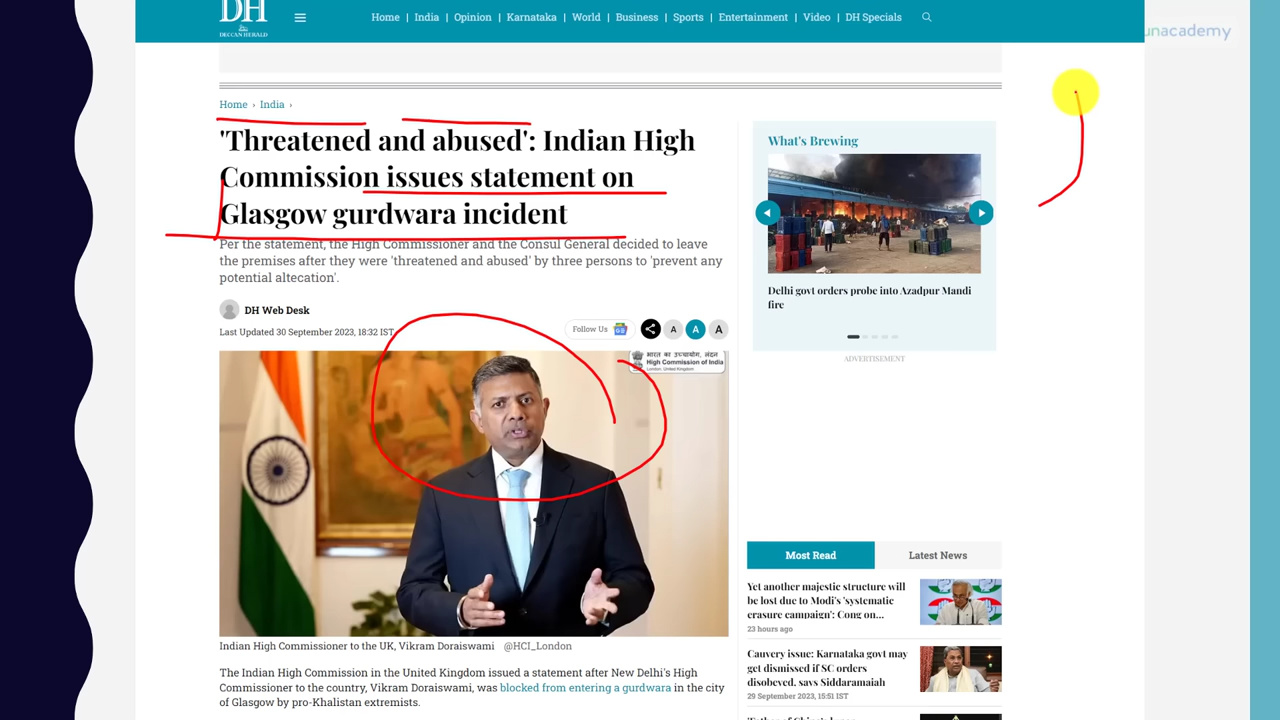 DH
DECCAN HERALD
Home | India | Opinion | Karnataka | World | Business | Sports | Entertainment | Video | DH Specials
unacademy
Home › India ›
'Threatened and abused': Indian High
Commission issues statement on
Glasgow gurdwara incident
Per the statement, the High Commissioner and the Consul General decided to leave
the premises after they were 'threatened and abused' by three persons to 'prevent any
potential altecation'.
DH Web Desk
Last Updated 30 September 2023, 18:32 IST
Follow Us
A A A
भारत का उच्चायोग, लंदन
High Commission of India
London, United Kingdom
Indian High Commissioner to the UK, Vikram Doraiswami @HCI_London
The Indian High Commission in the United Kingdom issued a statement after New Delhi's High
Commissioner to the country, Vikram Doraiswami, was blocked from entering a gurdwara in the city
of Glasgow by pro-Khalistan extremists.
What's Brewing
Delhi govt orders probe into Azadpur Mandi
fire
ADVERTISEMENT
Most Read
Latest News
Yet another majestic structure will
be lost due to Modi's 'systematic
erasure campaign': Cong on...
23 hours ago
Cauvery issue: Karnataka govt may
get dismissed if SC orders
disobeyed, says Siddaramaiah
29 September 2023, 15:51 IST